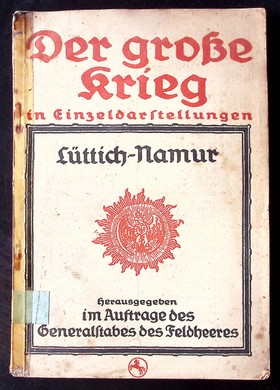 Der große
Krieg
in Einzeldarstellungen
Lüttich-Namur
Herausgegeben
im Auftrage des
Generalstabes des Feldheeres